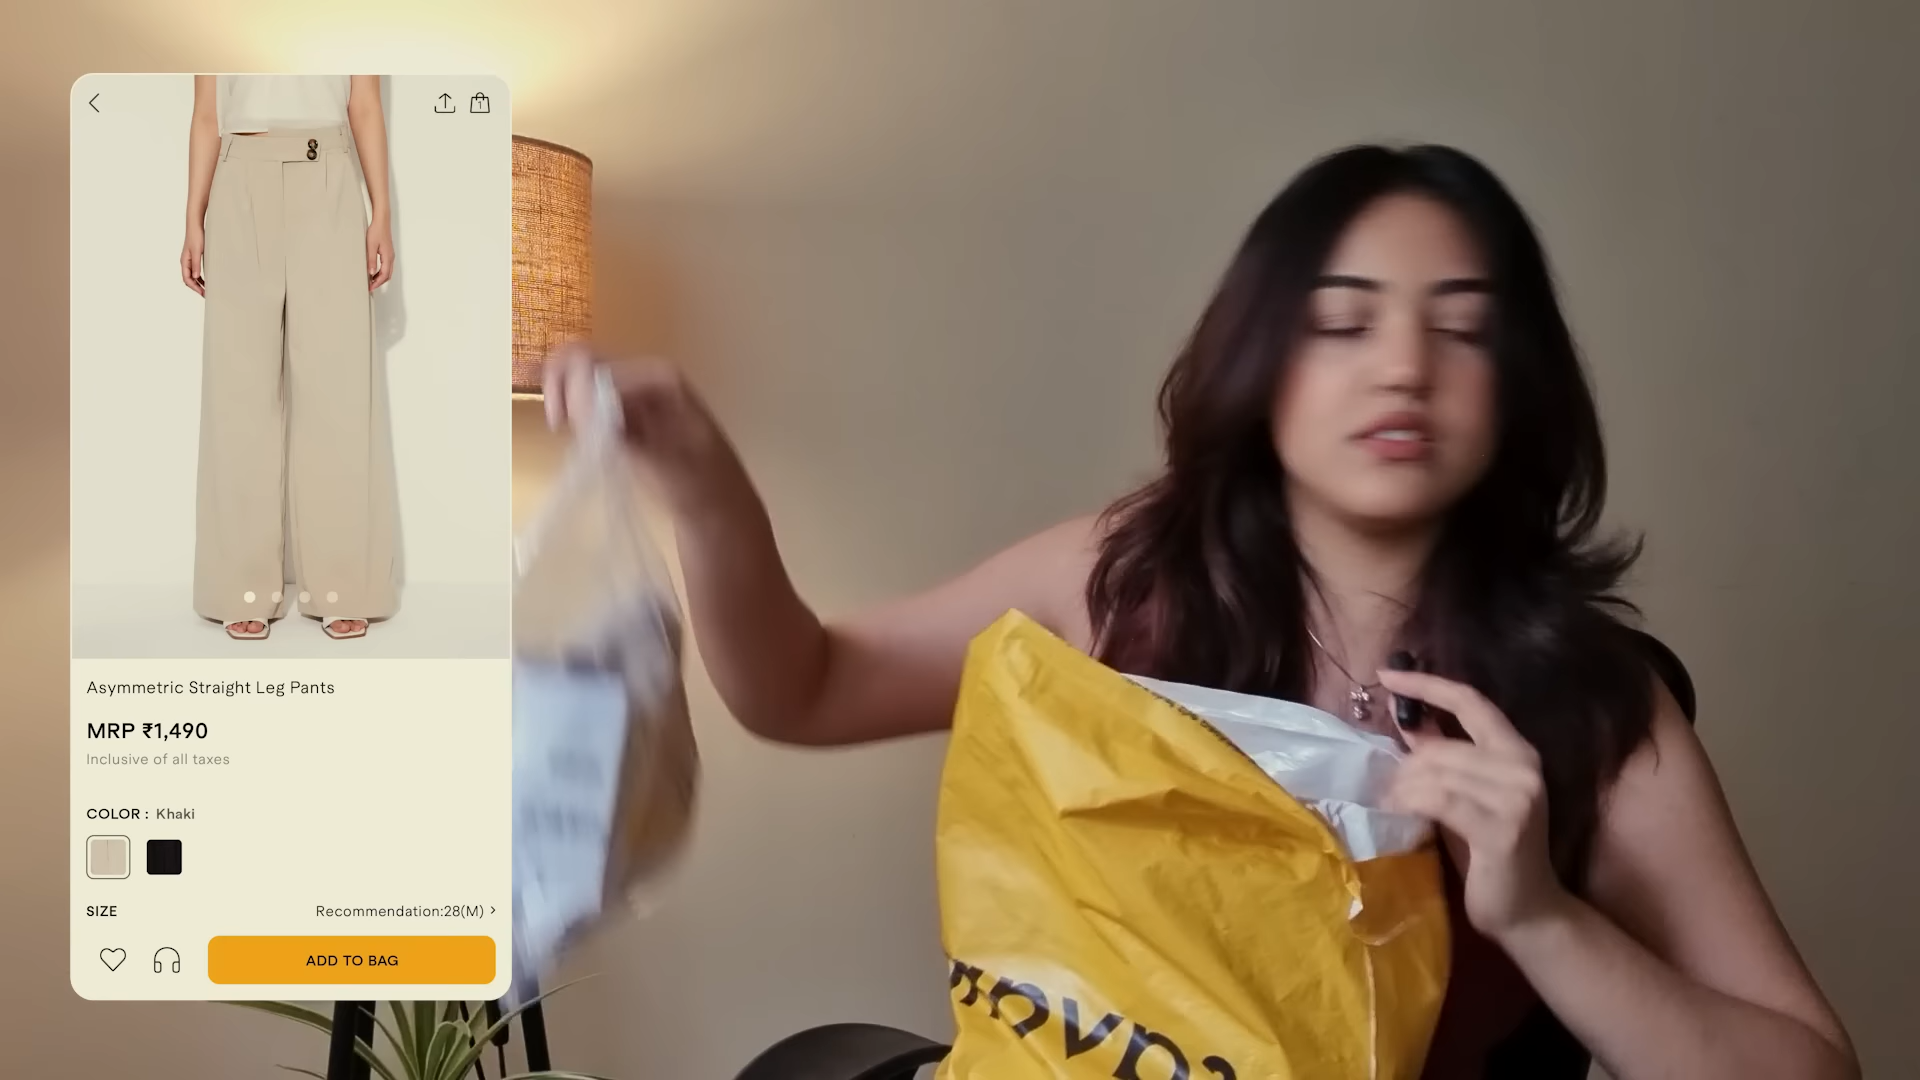 1
Asymmetric Straight Leg Pants
MRP ₹1,490
Inclusive of all taxes
COLOR : Khaki
SIZE
Recommendation:28(M)
ADD TO BAG